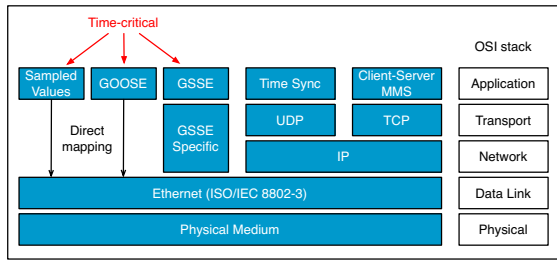 Time-critical
OSI stack
Sampled
Values
GOOSE
GSSE
Time Sync
Client-Server
MMS
Application
Direct
mapping
GSSE
Specific
UDP
TCP
Transport
IP
Network
Ethernet (ISO/IEC 8802-3)
Data Link
Physical Medium
Physical